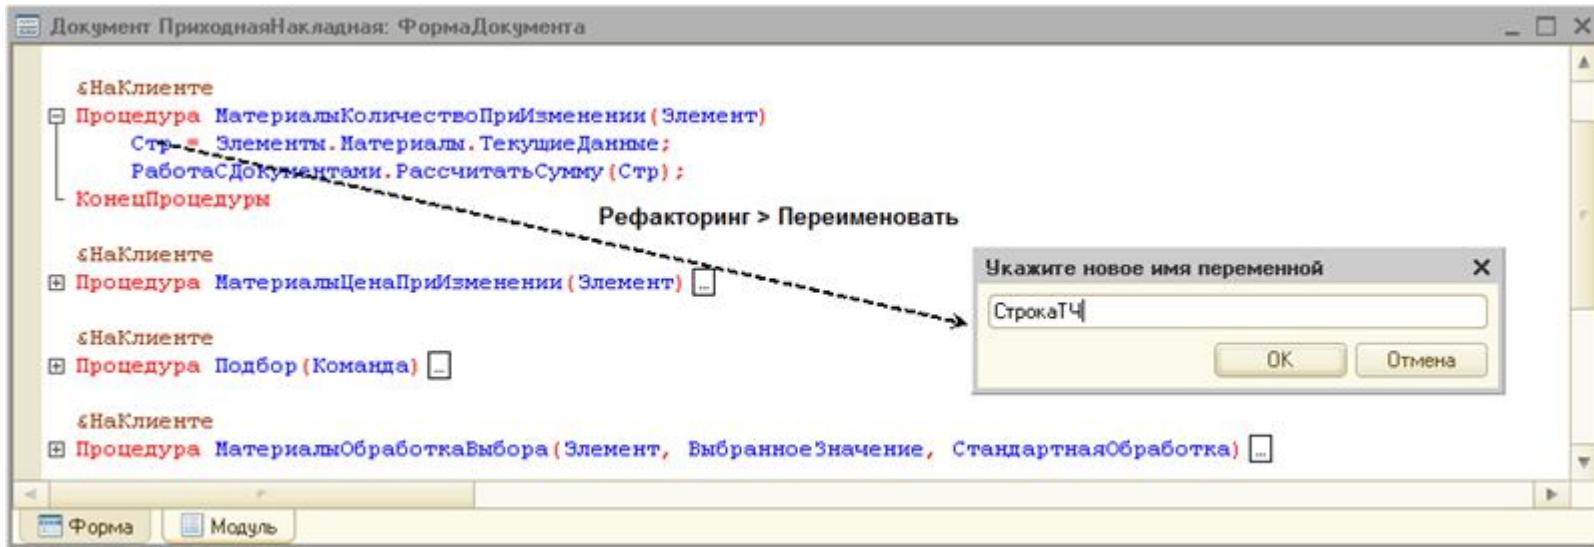 Документ ПриходнаяНакладная: ФормаДокумента
&НаКлиенте
Процедура МатериалыКоличествоПриИзменении(Элемент)
Стр = Элементы.Материалы.ТекущиеДанные;
РаботаСДокументами.РассчитатьСумму(Стр);
КонецПроцедуры
Рефакторинг > Переименовать
&НаКлиенте
Процедура МатериалыЦенаПриИзменении(Элемент) ...
Укажите новое имя переменной
СтрокаТЧ
ОК
Отмена
&НаКлиенте
Процедура Подбор(Команда) ...
&НаКлиенте
Процедура МатериалыОбработкаВыбора(Элемент, ВыбранноеЗначение, СтандартнаяОбработка) ...
Форма
Модуль